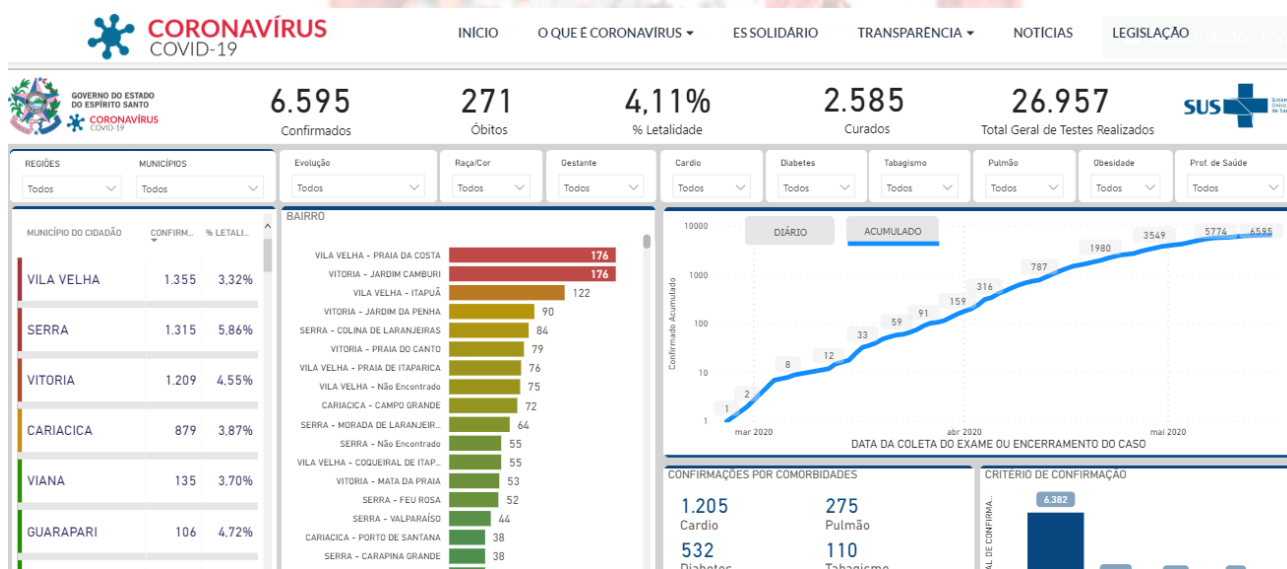 CORONAVÍRUS
COVID-19
INÍCIO
O QUE É CORONAVÍRUS
ES SOLIDÁRIO
TRANSPARÊNCIA
NOTÍCIAS
LEGISLAÇÃO
GOVERNO DO ESTADO
DO ESPÍRITO SANTO
CORONAVÍRUS
COVID-19
6.595
Confirmados
271
Óbitos
4,11%
% Letalidade
2.585
Curados
26.957
Total Geral de Testes Realizados
SUS
REGIÕES
Todos
MUNICÍPIOS
Todos
Evolução
Todos
Raça/Cor
Todos
Gestante
Todos
Cardio
Todos
Diabetes
Todos
Tabagismo
Todos
Pulmão
Todos
Obesidade
Todos
Prof. de Saúde
Todos
MUNICÍPIO DO CIDADÃO CONFIRM... % LETALI...
VILA VELHA 1.355 3,32%
SERRA 1.315 5,86%
VITORIA 1.209 4,55%
CARIACICA 879 3,87%
VIANA 135 3,70%
GUARAPARI 106 4,72%
BAIRRO
VILA VELHA - PRAIA DA COSTA 176
VITORIA - JARDIM CAMBURI 176
VILA VELHA - ITAPUÃ 122
VITORIA - JARDIM DA PENHA 90
SERRA - COLINA DE LARANJEIRAS 84
VITORIA - PRAIA DO CANTO 79
VILA VELHA - PRAIA DE ITAPARICA 76
VILA VELHA - Não Encontrado 75
CARIACICA - CAMPO GRANDE 72
SERRA - MORADA DE LARANJEIR... 64
SERRA - Não Encontrado 55
VILA VELHA - COQUEIRAL DE ITAP... 55
VITORIA - MATA DA PRAIA 53
SERRA - FEU ROSA 52
SERRA - VALPARAÍSO 44
CARIACICA - PORTO DE SANTANA 38
SERRA - CARAPINA GRANDE 38
DIÁRIO
ACUMULADO
Confirmado Acumulado
10000
1000
100
10
1
1
2
8
12
33
59
91
159
316
787
1980
3549
5774
6595
mar 2020
abr 2020
mai 2020
DATA DA COLETA DO EXAME OU ENCERRAMENTO DO CASO
CONFIRMAÇÕES POR COMORBIDADES
1.205
Cardio
275
Pulmão
532
Diabetes
110
Tabagismo
CRITÉRIO DE CONFIRMAÇÃO
6.382
DE CONFIRMA...